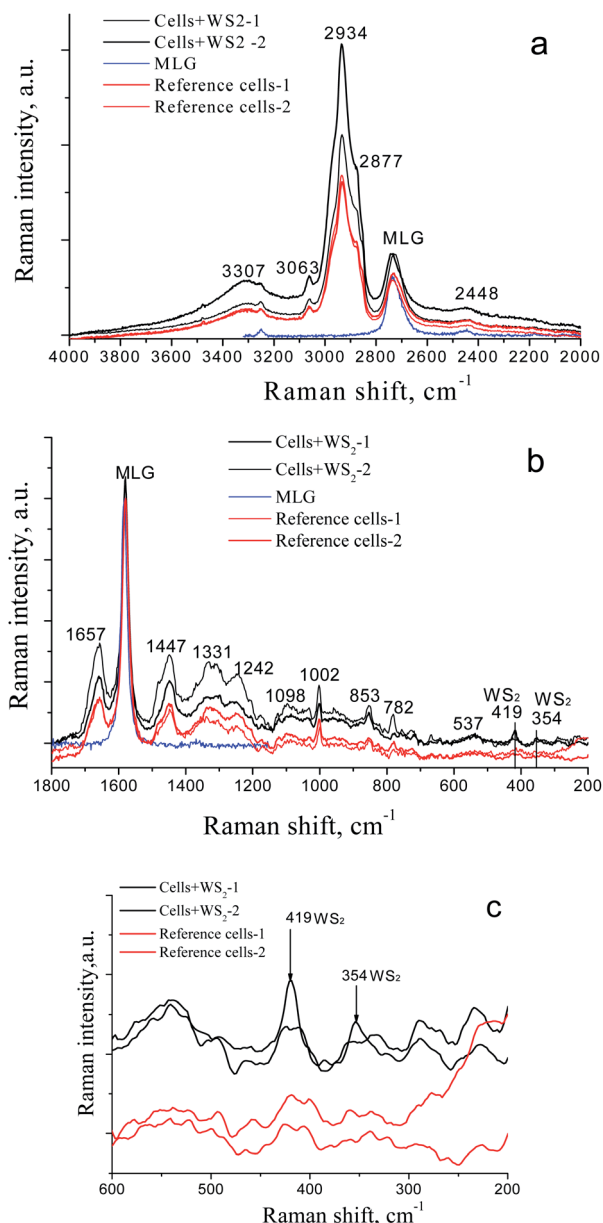 Cells+WS2-1
Cells+WS2 -2
MLG
Reference cells-1
Reference cells-2
2934
a
2877
MLG
3307
3063
2448
Raman intensity, a.u.
4000 3800 3600 3400 3200 3000 2800 2600 2400 2200 2000
Raman shift, cm-1
Cells+WS2-1
Cells+WS2-2
MLG
Reference cells-1
Reference cells-2
b
MLG
1657
1447
1331
1242
1098
1002
853
782
537
WS2
419
WS2
354
Raman intensity, a.u.
1800 1600 1400 1200 1000 800 600 400 200
Raman shift, cm-1
Cells+WS2-1
Cells+WS2-2
Reference cells-1
Reference cells-2
c
419 WS2
354 WS2
Raman intensity,a.u.
600 500 400 300 200
Raman shift, cm-1